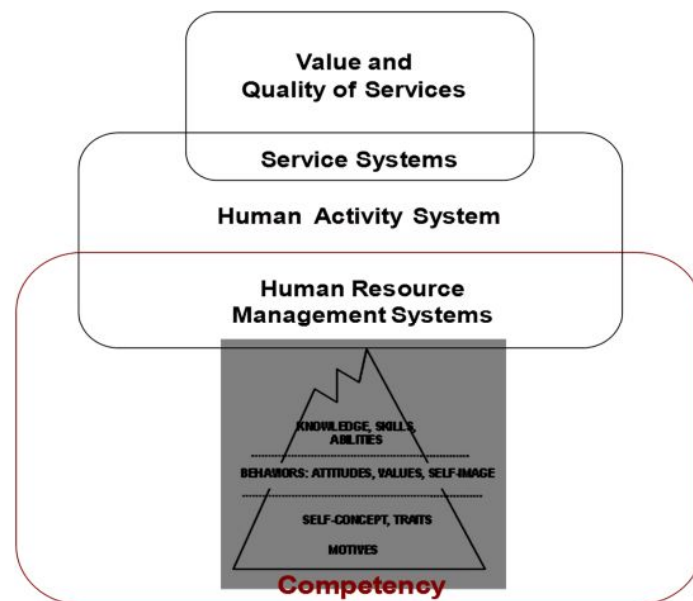 Value and
Quality of Services
Service Systems
Human Activity System
Human Resource
Management Systems
KNOWLEDGE, SKILLS,
ABILITIES
BEHAVIORS: ATTITUDES, VALUES, SELF-IMAGE
SELF-CONCEPT, TRAITS
MOTIVES
Competency